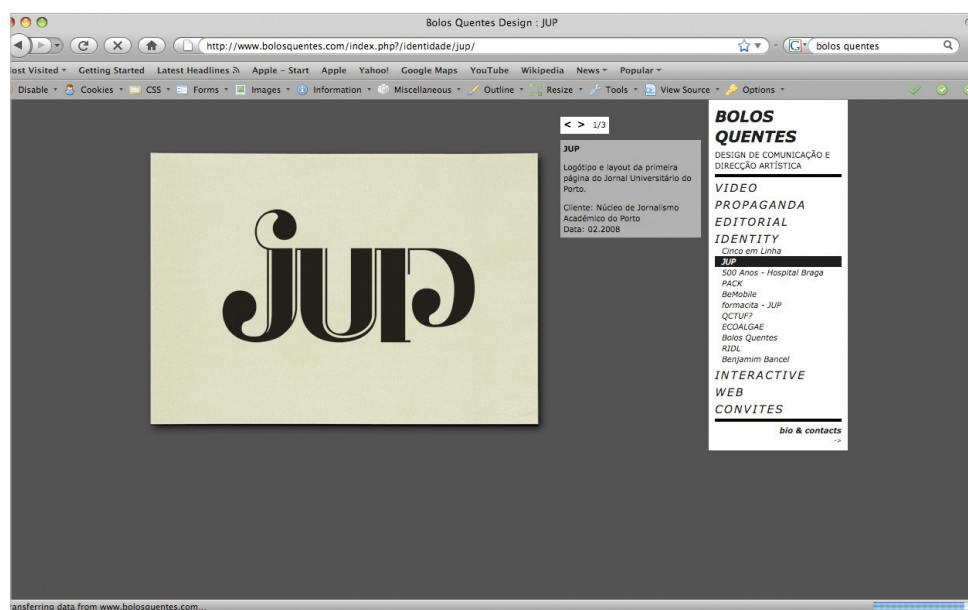 Bolos Quentes Design : JUP
http://www.bolosquentes.com/index.php?/identidade/jup/
bolos quentes
ost Visited
Getting Started
Latest Headlines
Apple - Start
Apple
Yahoo!
Google Maps
YouTube
Wikipedia
News
Popular
Disable
Cookies
CSS
Forms
Images
Information
Miscellaneous
Outline
Resize
Tools
View Source
Options
< > 1/3
JUP
Logótipo e layout da primeira
página do Jornal Universitário do
Porto.
Cliente: Núcleo de Jornalismo
Académico do Porto
Data: 02.2008
jup
BOLOS
QUENTES
DESIGN DE COMUNICAÇÃO E
DIRECÇÃO ARTÍSTICA
VIDEO
PROPAGANDA
EDITORIAL
IDENTITY
Cinco em Linha
JUP
500 Anos - Hospital Braga
PACK
BeMobile
formacita - JUP
QCTUF?
ECOALGAE
Bolos Quentes
RIDL
Benjamim Bancel
INTERACTIVE
WEB
CONVITES
bio & contacts
->
ansferring data from www.bolosquentes.com...